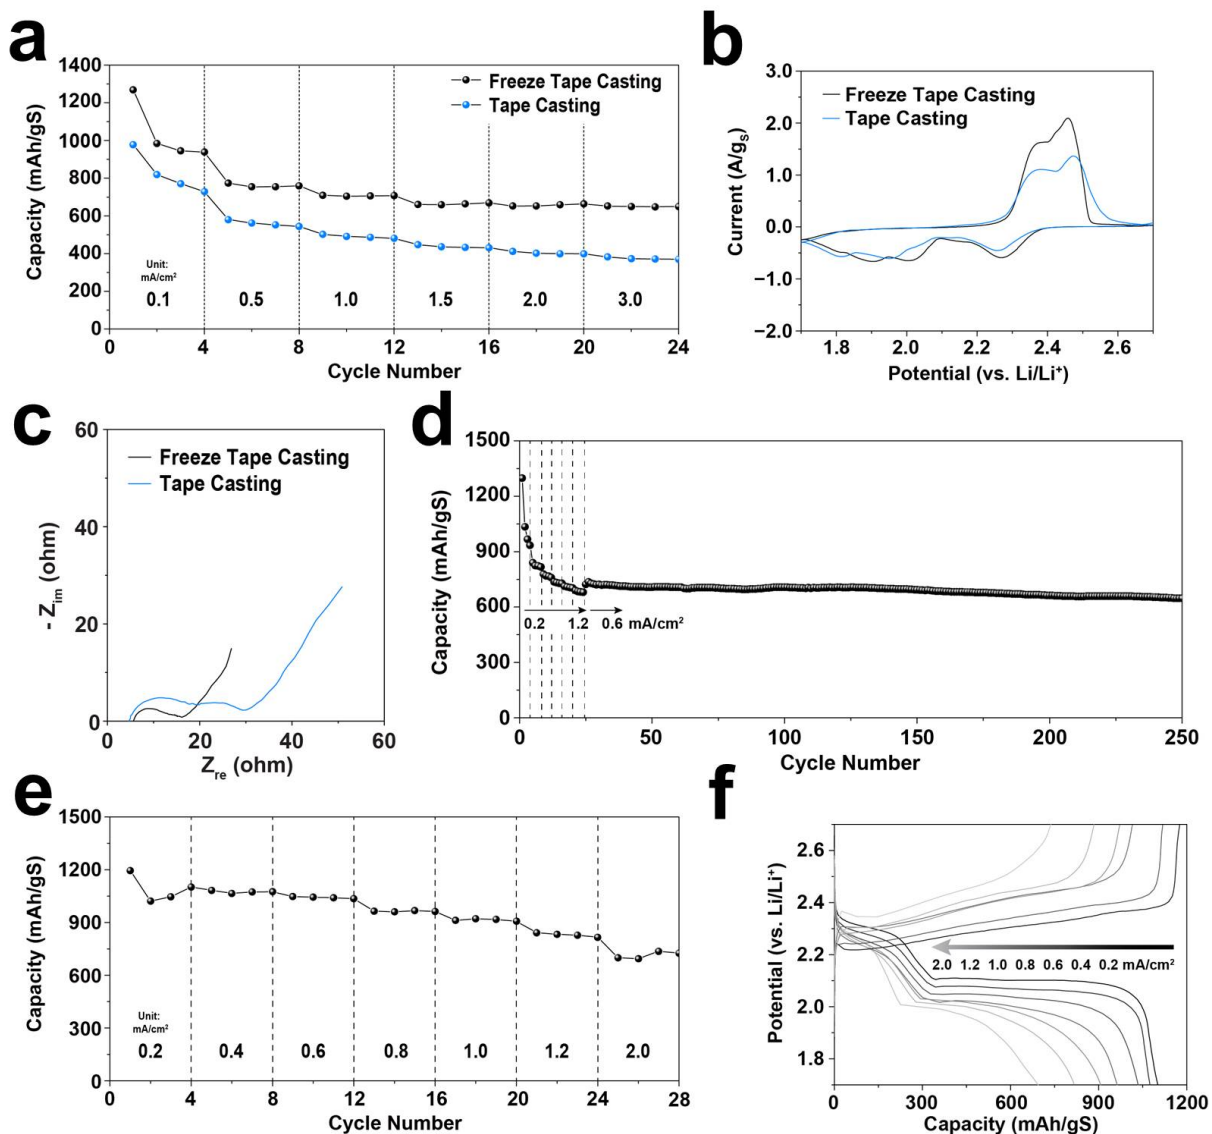 a
Capacity (mAh/gS)
1400
1200
1000
800
600
400
200
0
Freeze Tape Casting
Tape Casting
Unit:
mA/cm²
0.1 0.5 1.0 1.5 2.0 3.0
0 4 8 12 16 20 24
Cycle Number
b
Current (A/gS)
3.0
2.0
1.0
0.0
−1.0
−2.0
Freeze Tape Casting
Tape Casting
1.8 2.0 2.2 2.4 2.6
Potential (vs. Li/Li⁺)
c
- Zim (ohm)
60
40
20
0
Freeze Tape Casting
Tape Casting
0 20 40 60
Zre (ohm)
d
Capacity (mAh/gS)
1500
1200
900
600
300
0
0.2 1.2 0.6 mA/cm²
0 50 100 150 200 250
Cycle Number
e
Capacity (mAh/gS)
1500
1200
900
600
300
0
Unit:
mA/cm²
0.2 0.4 0.6 0.8 1.0 1.2 2.0
0 4 8 12 16 20 24 28
Cycle Number
f
Potential (vs. Li/Li⁺)
2.6
2.4
2.2
2.0
1.8
2.0 1.2 1.0 0.8 0.6 0.4 0.2 mA/cm²
0 300 600 900 1200
Capacity (mAh/gS)